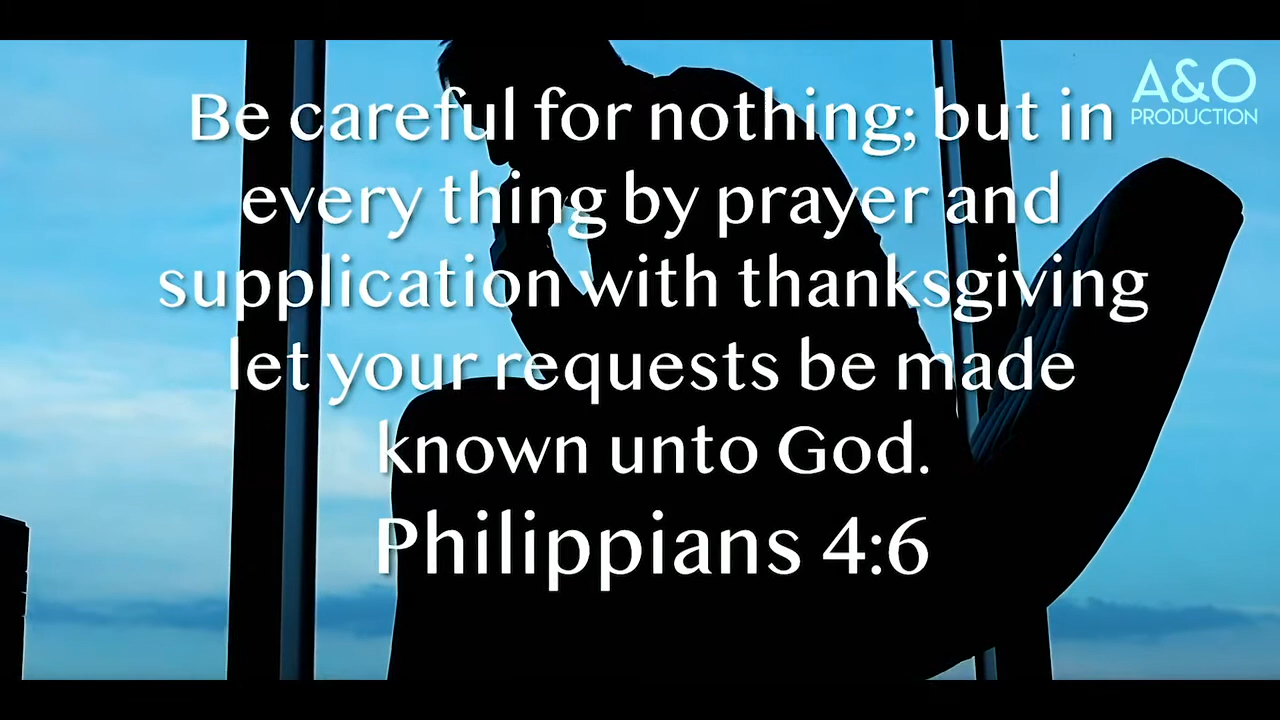 A&O
PRODUCTION
Be careful for nothing; but in
every thing by prayer and
supplication with thanksgiving
let your requests be made
known unto God.
Philippians 4:6